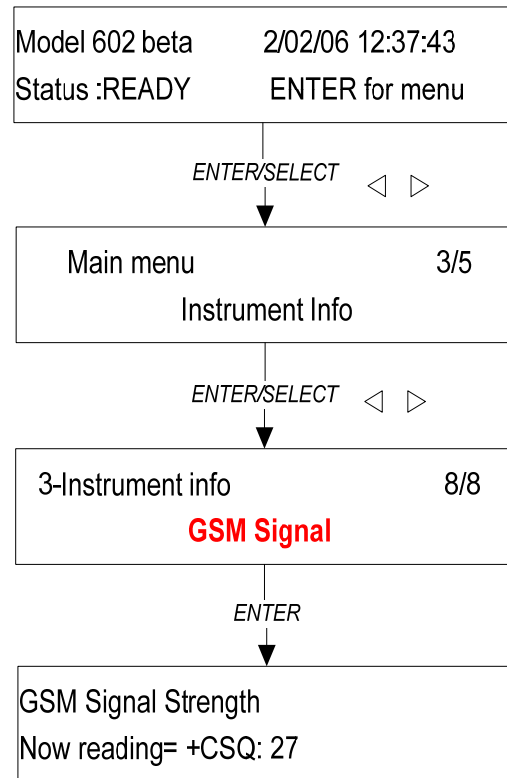 Model 602 beta 2/02/06 12:37:43
Status :READY ENTER for menu
ENTER/SELECT
Main menu 3/5
Instrument Info
ENTER/SELECT
3-Instrument info 8/8
GSM Signal
ENTER
GSM Signal Strength
Now reading= +CSQ: 27